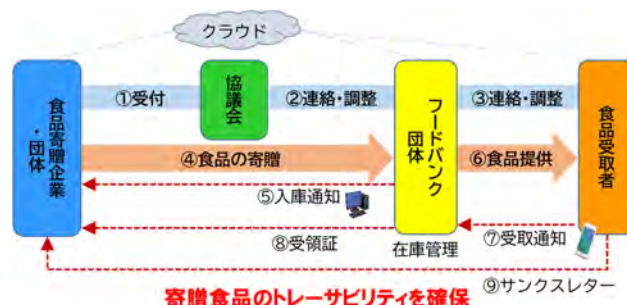 クラウド
食品寄贈企業
・団体
①受付
協議会
②連絡・調整
フードバンク
団体
③連絡・調整
食品受取者
④食品の寄贈
⑥食品提供
⑤入庫通知
⑧受領証
在庫管理
⑦受取通知
⑨サンクスレター
寄贈食品のトレーサビリティを確保